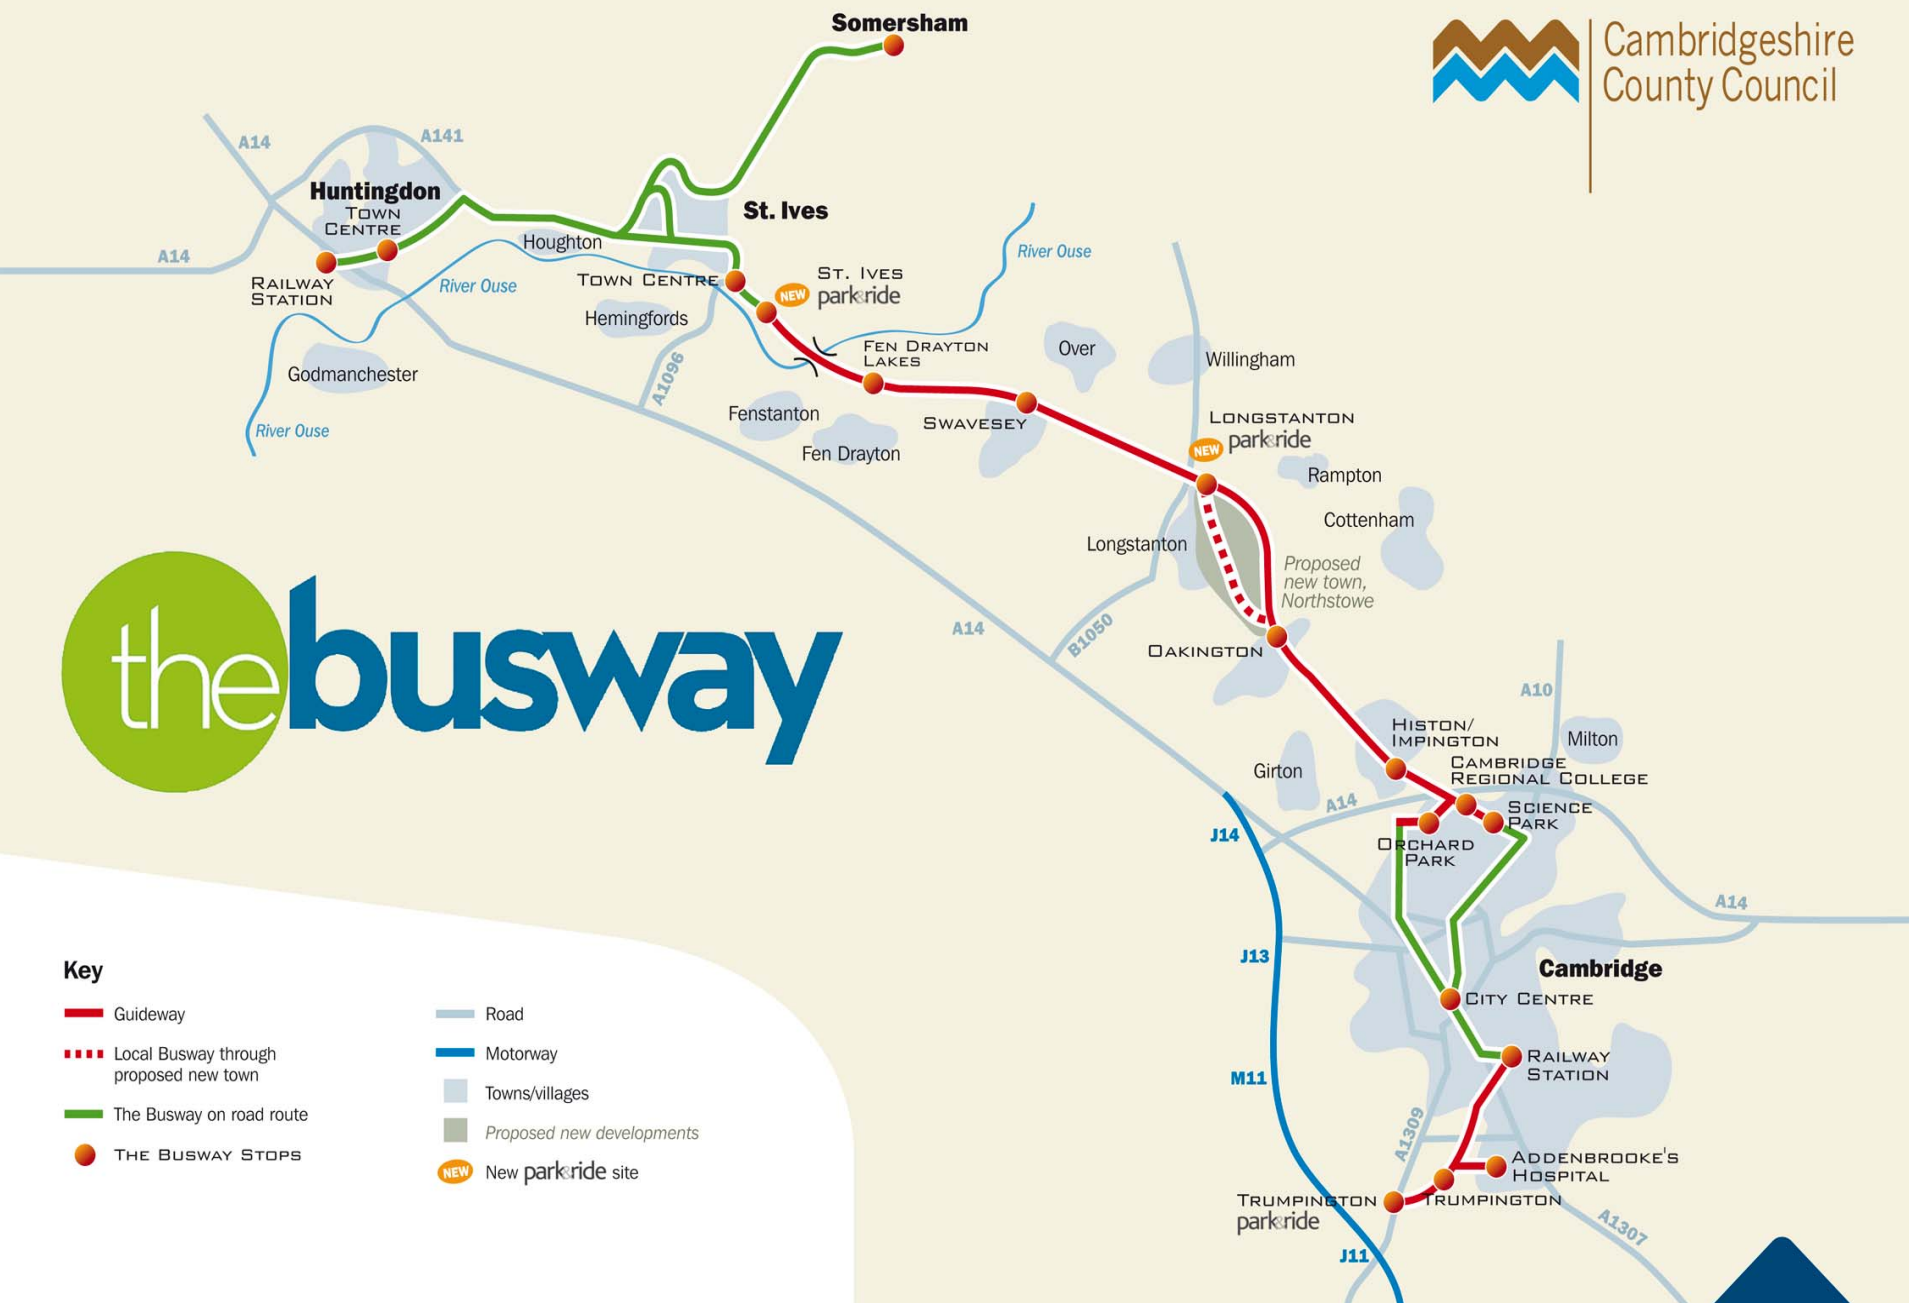 Somersham
Cambridgeshire
County Council
A14
A141
Huntingdon
TOWN
CENTRE
St. Ives
Houghton
River Ouse
A14
RAILWAY
STATION
River Ouse
TOWN CENTRE
NEW
ST. IVES
park&ride
Hemingfords
FEN DRAYTON
LAKES
Over
Willingham
Godmanchester
A1096
Fenstanton
SWAVESEY
LONGSTANTON
NEW
park&ride
River Ouse
Fen Drayton
Rampton
Cottenham
Longstanton
Proposed
new town,
Northstowe
A14
B1050
OAKINGTON
thebusway
A10
HISTON/
IMPINGTON
Milton
Girton
CAMBRIDGE
REGIONAL COLLEGE
A14
SCIENCE
PARK
J14
ORCHARD
PARK
A14
J13
Cambridge
CITY CENTRE
RAILWAY
STATION
M11
A1309
ADDENBROOKE'S
HOSPITAL
TRUMPINGTON
park&ride
TRUMPINGTON
A1307
J11
Key
Guideway
Local Busway through
proposed new town
The Busway on road route
THE BUSWAY STOPS
Road
Motorway
Towns/villages
Proposed new developments
NEW New park&ride site